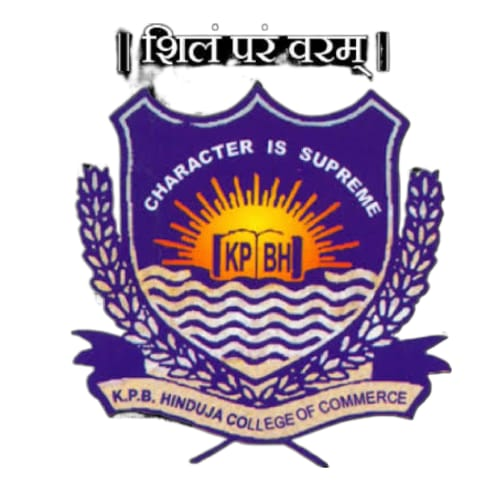 | शिलं परं वरम् |
CHARACTER IS SUPREME
KP BH
K.P.B. HINDUJA COLLEGE OF COMMERCE